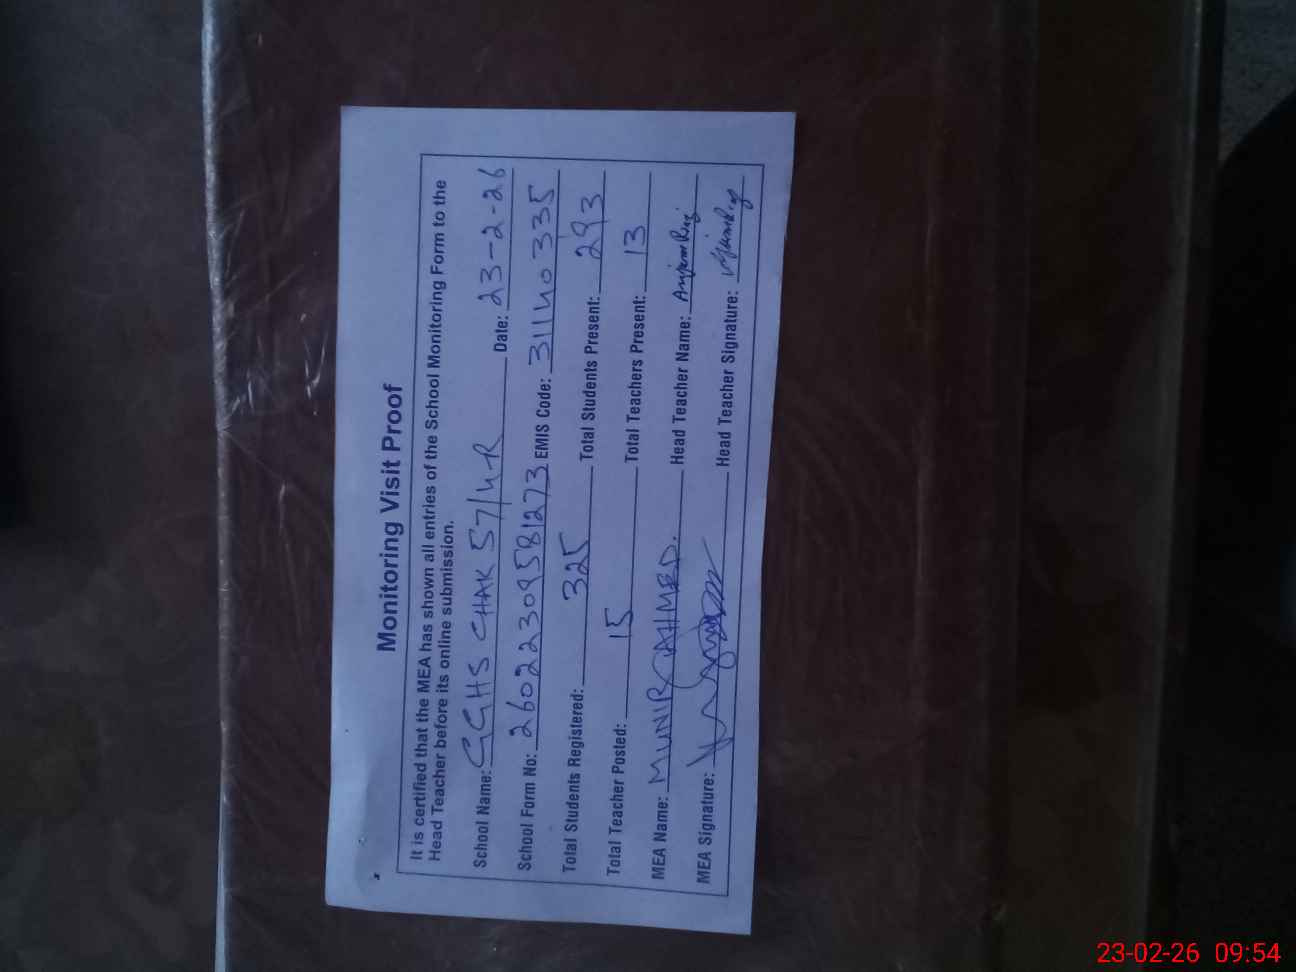 Monitoring Visit Proof
It is certified that the MEA has shown all entries of the School Monitoring Form to the
Head Teacher before its online submission.
School Name: GGHS CHAK 57/4R Date: 23-2-26
School Form No: 26022309581273 EMIS Code: 31140335
Total Students Registered: 325 Total Students Present: 293
Total Teacher Posted: 15 Total Teachers Present: 13
MEA Name: MUNIR AHMED. Head Teacher Name:
MEA Signature: Head Teacher Signature:
23-02-26 09:54